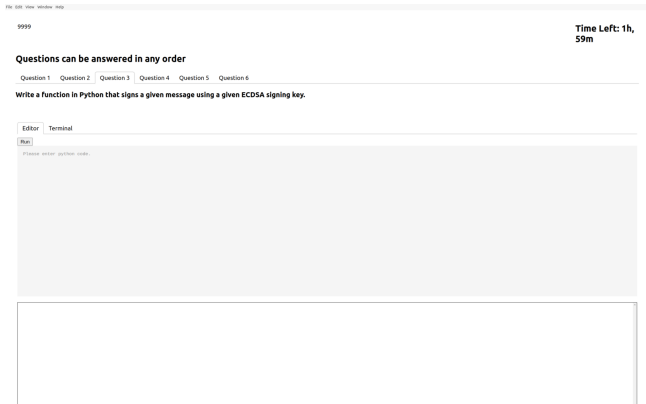 File Edit View Window Help
9999
Time Left: 1h,
59m
Questions can be answered in any order
Question 1 Question 2 Question 3 Question 4 Question 5 Question 6
Write a function in Python that signs a given message using a given ECDSA signing key.
Editor Terminal
Run
Please enter python code.